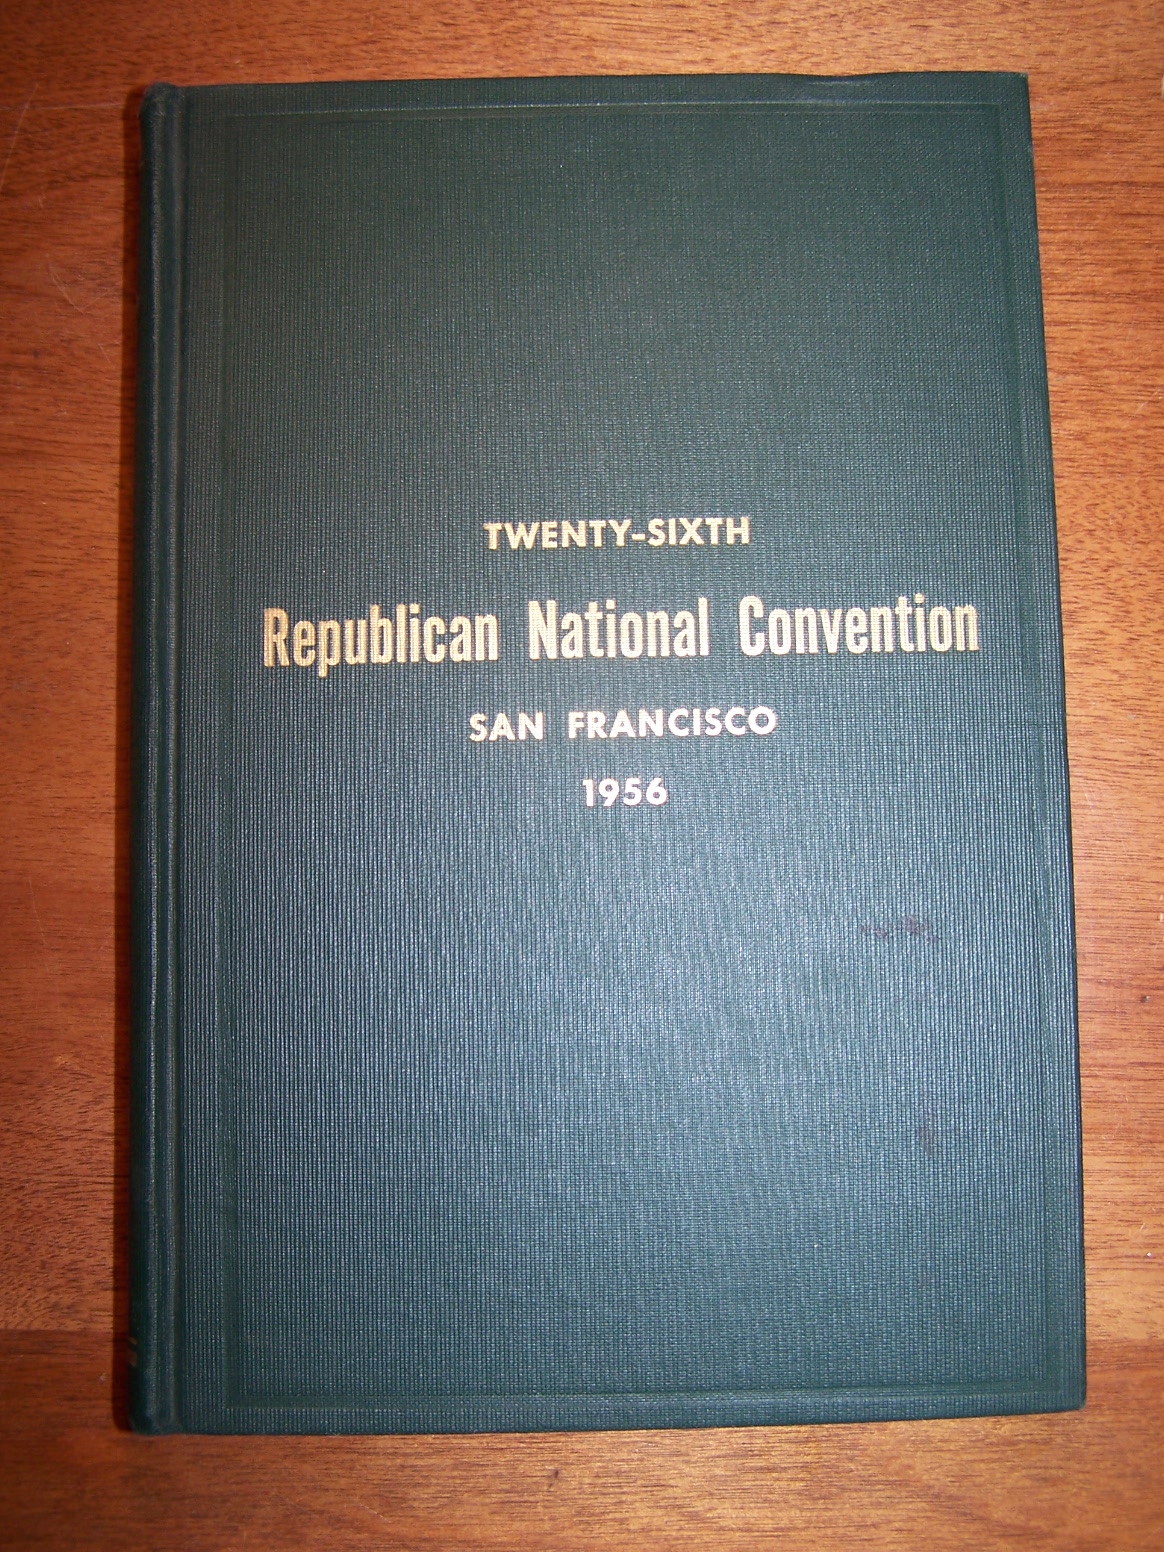 TWENTY-SIXTH
Republican National Convention
SAN FRANCISCO
1956